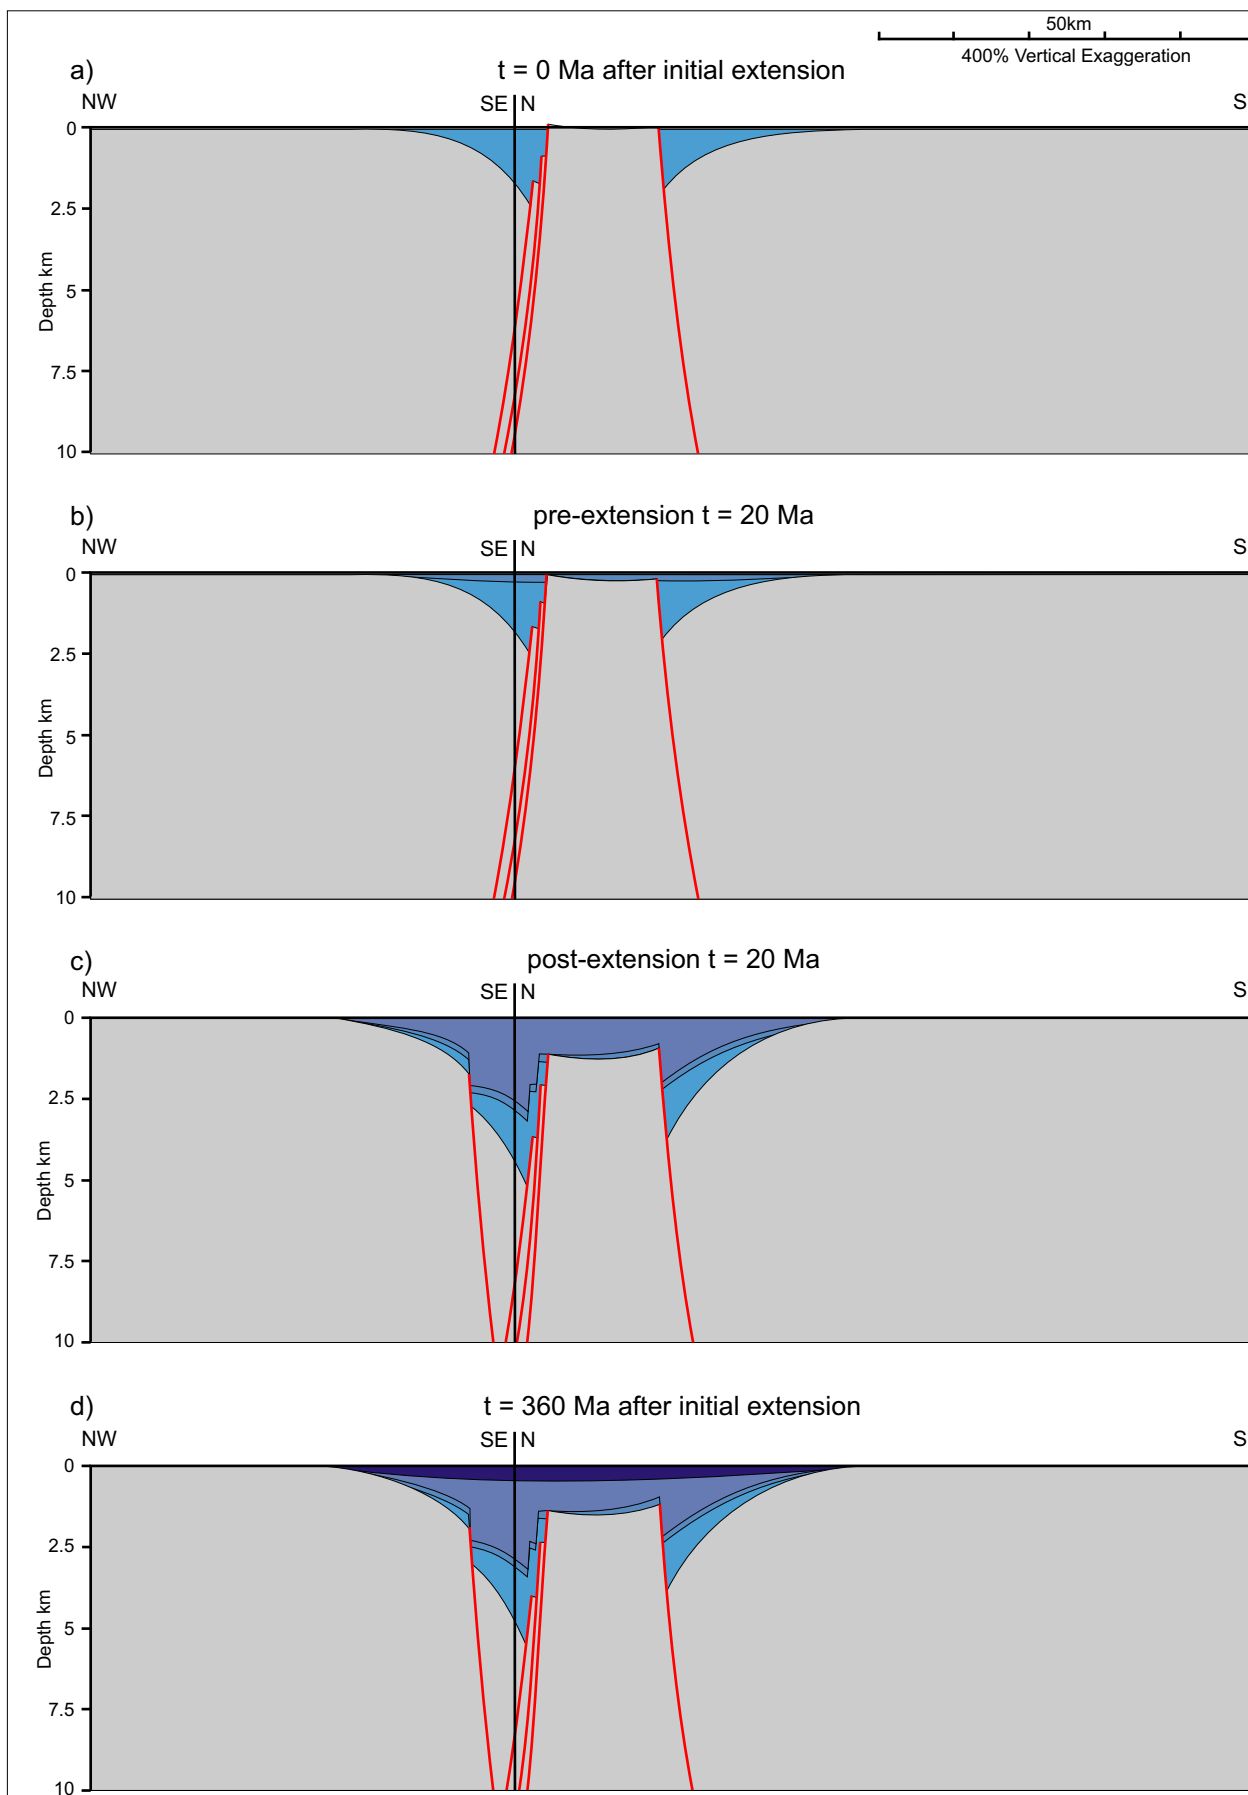 50km
400% Vertical Exaggeration
a)
t = 0 Ma after initial extension
NW
SE
N
S
0
2.5
5
7.5
10
Depth km
b)
pre-extension t = 20 Ma
NW
SE
N
S
0
2.5
5
7.5
10
Depth km
c)
post-extension t = 20 Ma
NW
SE
N
S
0
2.5
5
7.5
10
Depth km
d)
t = 360 Ma after initial extension
NW
SE
N
S
0
2.5
5
7.5
10
Depth km